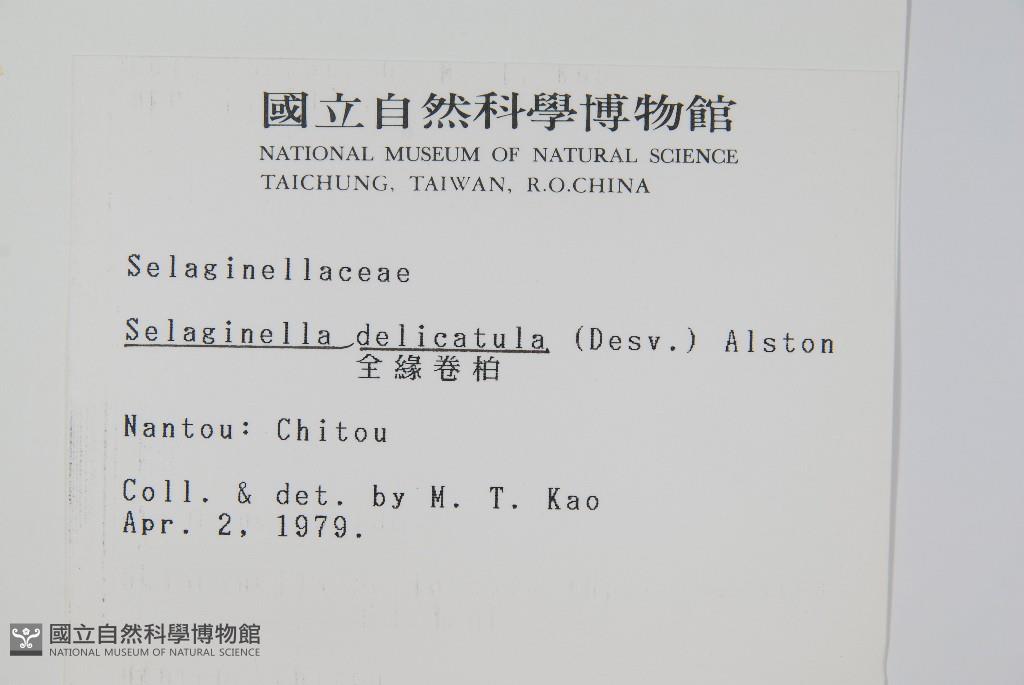 國立自然科學博物館
NATIONAL MUSEUM OF NATURAL SCIENCE
TAICHUNG, TAIWAN, R.O.CHINA
Selaginellaceae
Selaginella delicatula (Desv.) Alston
全緣卷柏
Nantou: Chitou
Coll. & det. by M. T. Kao
Apr. 2, 1979.
國立自然科學博物館
NATIONAL MUSEUM OF NATURAL SCIENCE